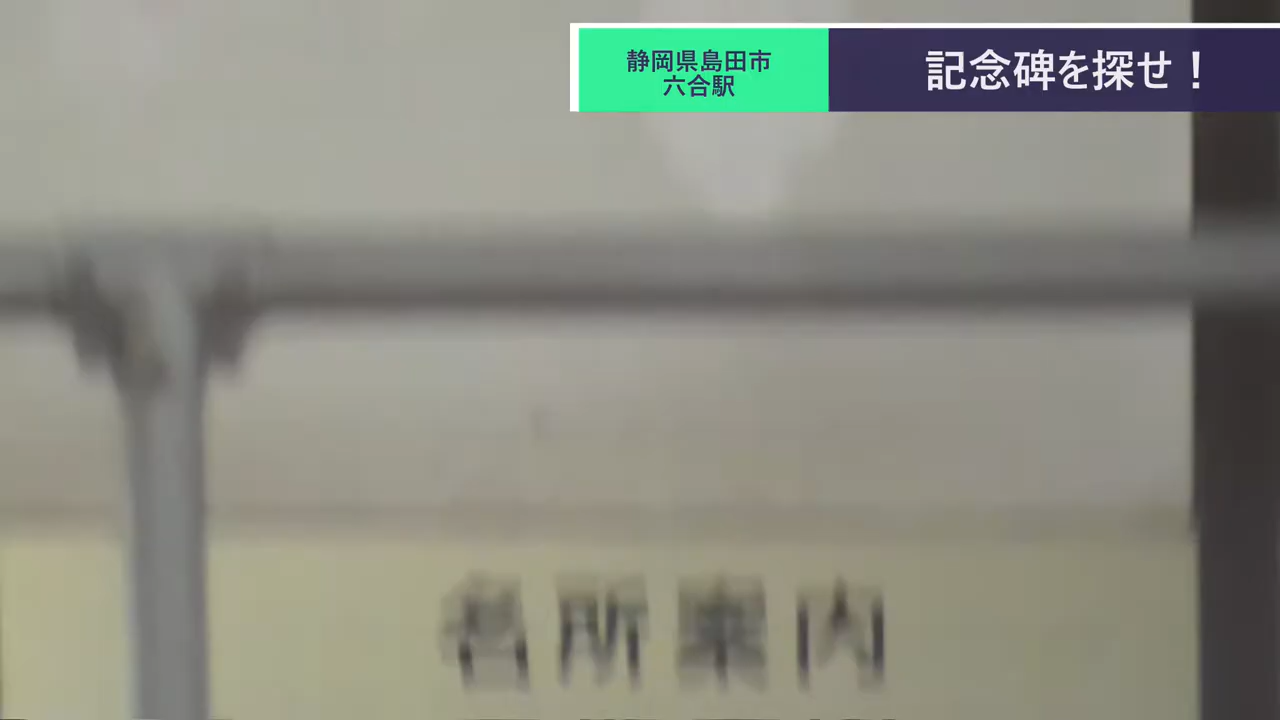 静岡県島田市
六合駅
記念碑を探せ！
名所案内